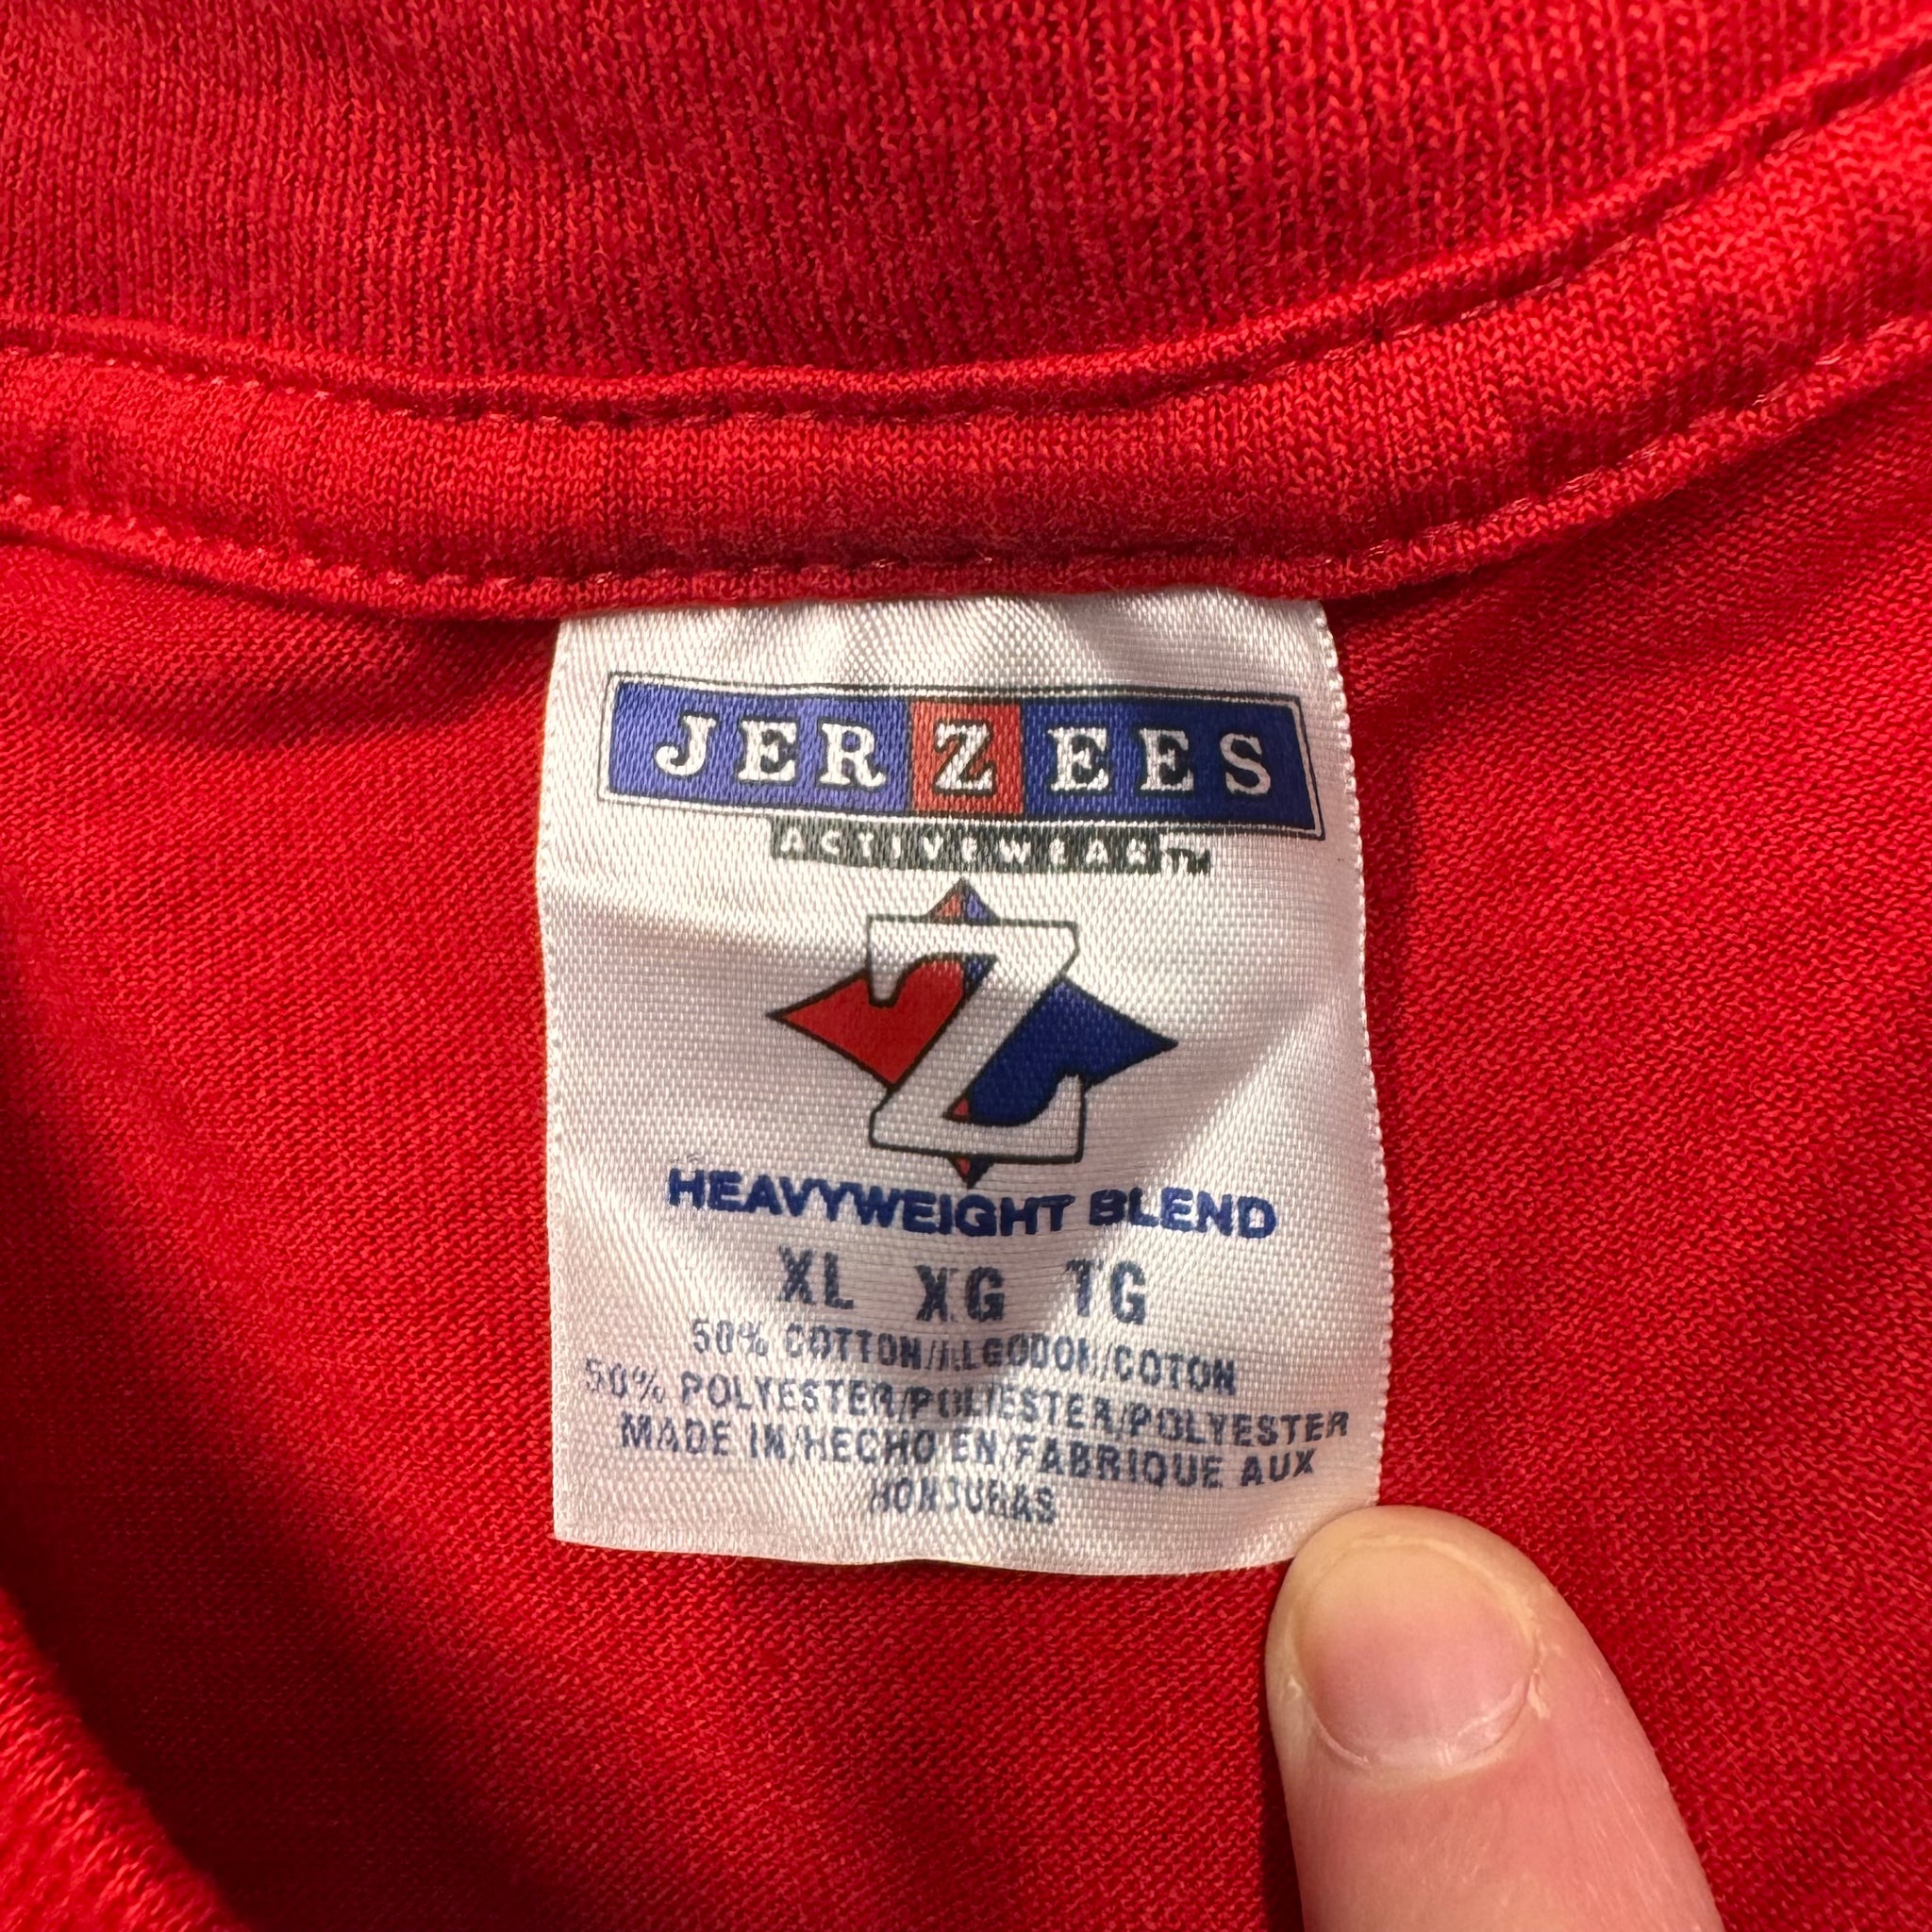 JERZEES
ACTIVEWEAR™
Z
HEAVYWEIGHT BLEND
XL XG TG
50% COTTON/ALGODON/COTON
50% POLYESTER/POLIESTER/POLYESTER
MADE IN/HECHO EN/FABRIQUE AUX
HONDURAS